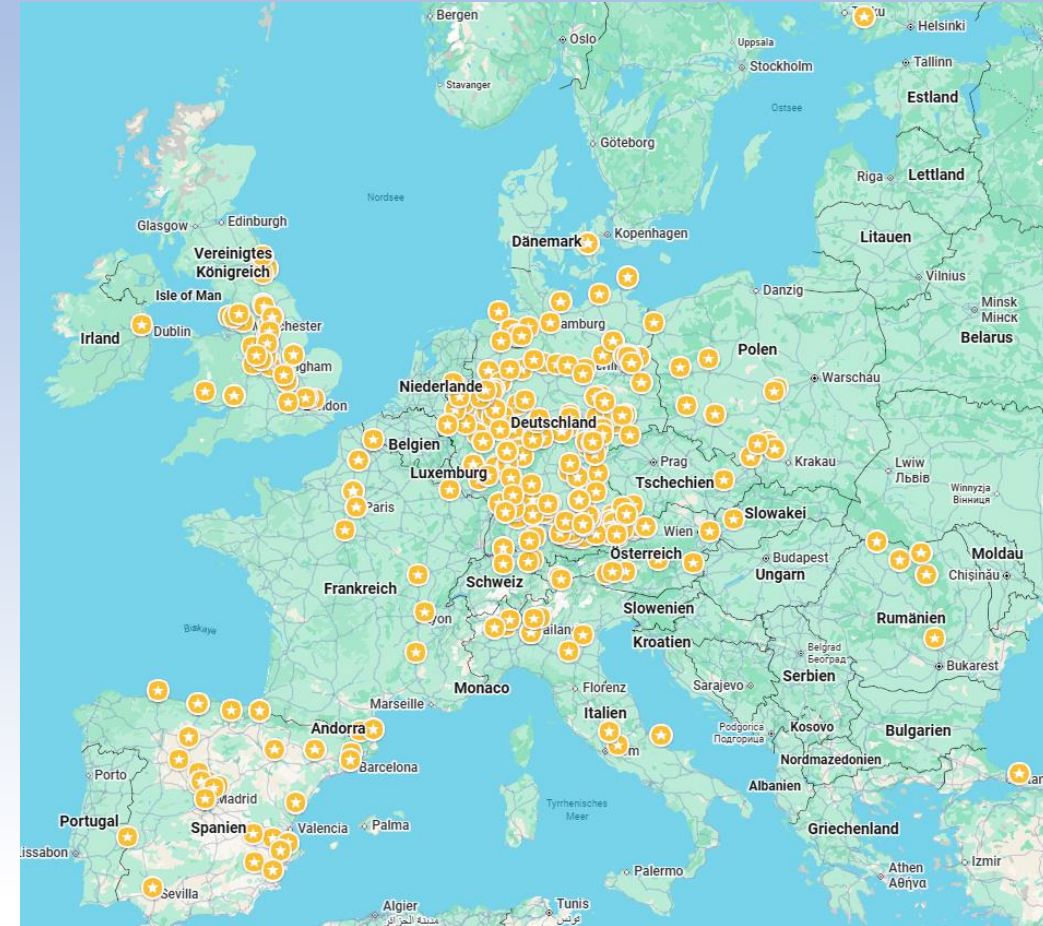 Bergen
Oslo
Uppsala
Stockholm
Helsinki
Tallinn
Stavanger
Estland
Ostsee
Göteborg
Riga
Lettland
Nordsee
Glasgow
Edinburgh
Vereinigtes
Königreich
Dänemark
Kopenhagen
Litauen
Vilnius
Isle of Man
Danzig
Minsk
Мінск
Irland
Dublin
Belarus
Polen
Warschau
Niederlande
Deutschland
Belgien
Luxemburg
Prag
Tschechien
Krakau
Lwiw
Львів
Winnyzja
Вінниця
Paris
Slowakei
Wien
Österreich
Budapest
Ungarn
Moldau
Chișinău
Frankreich
Schweiz
Slowenien
Kroatien
Rumänien
Biskaya
Belgrad
Београд
Serbien
Bukarest
Monaco
Marseille
Florenz
Sarajevo
Andorra
Italien
Podgorica
Подгорица
Kosovo
Bulgarien
Barcelona
Nordmazedonien
Porto
Madrid
Albanien
Tyrrhenisches
Meer
Portugal
Spanien
Valencia
Palma
Griechenland
Palermo
Izmir
Athen
Αθήνα
Sevilla
Algier
Tunis
تونس